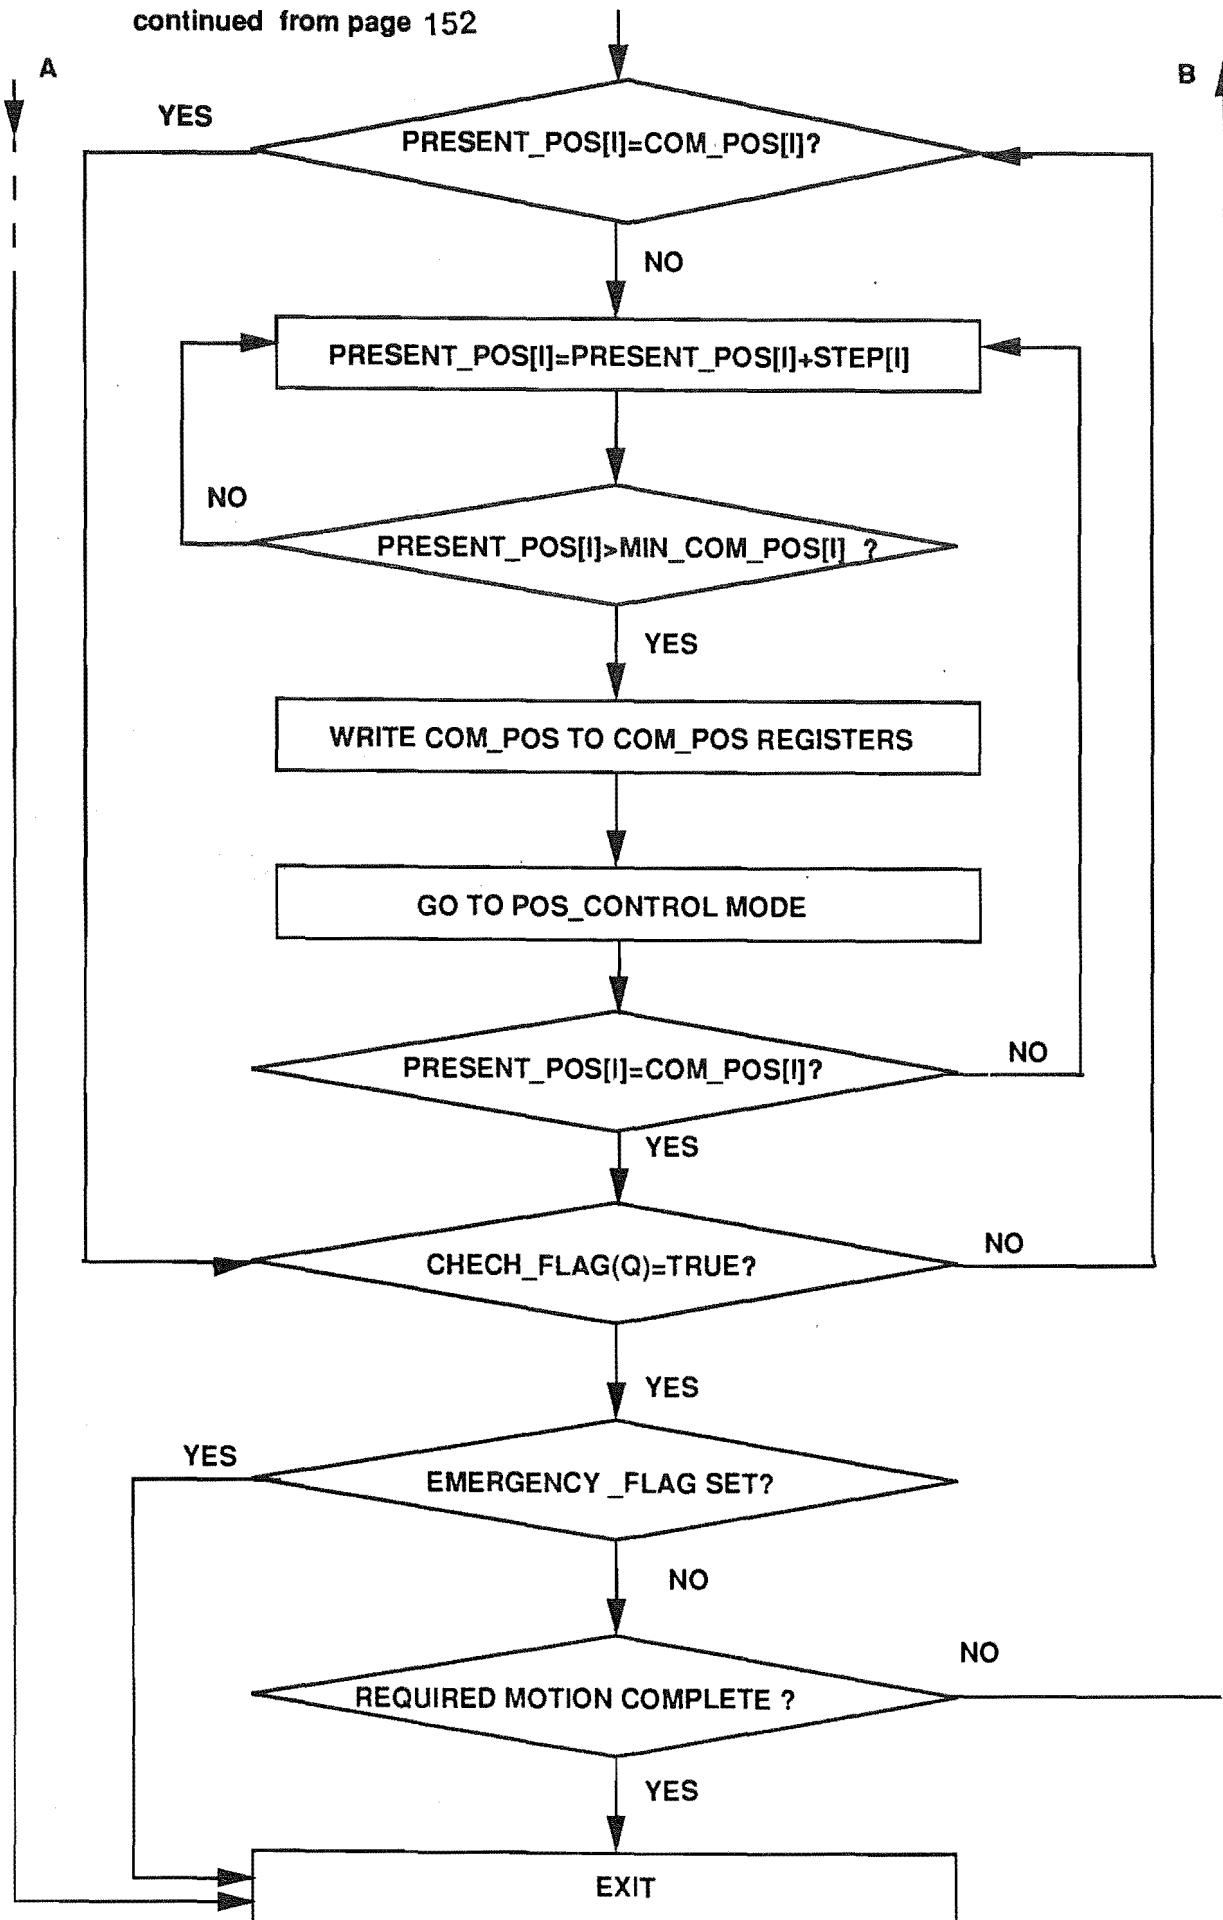 continued from page 152
A
B
YES
PRESENT_POS[I]=COM_POS[I]?
NO
PRESENT_POS[I]=PRESENT_POS[I]+STEP[I]
NO
PRESENT_POS[I]>MIN_COM_POS[I] ?
YES
WRITE COM_POS TO COM_POS REGISTERS
GO TO POS_CONTROL MODE
PRESENT_POS[I]=COM_POS[I]?
NO
YES
CHECH_FLAG(Q)=TRUE?
NO
YES
YES
EMERGENCY _FLAG SET?
NO
NO
REQUIRED MOTION COMPLETE ?
YES
EXIT